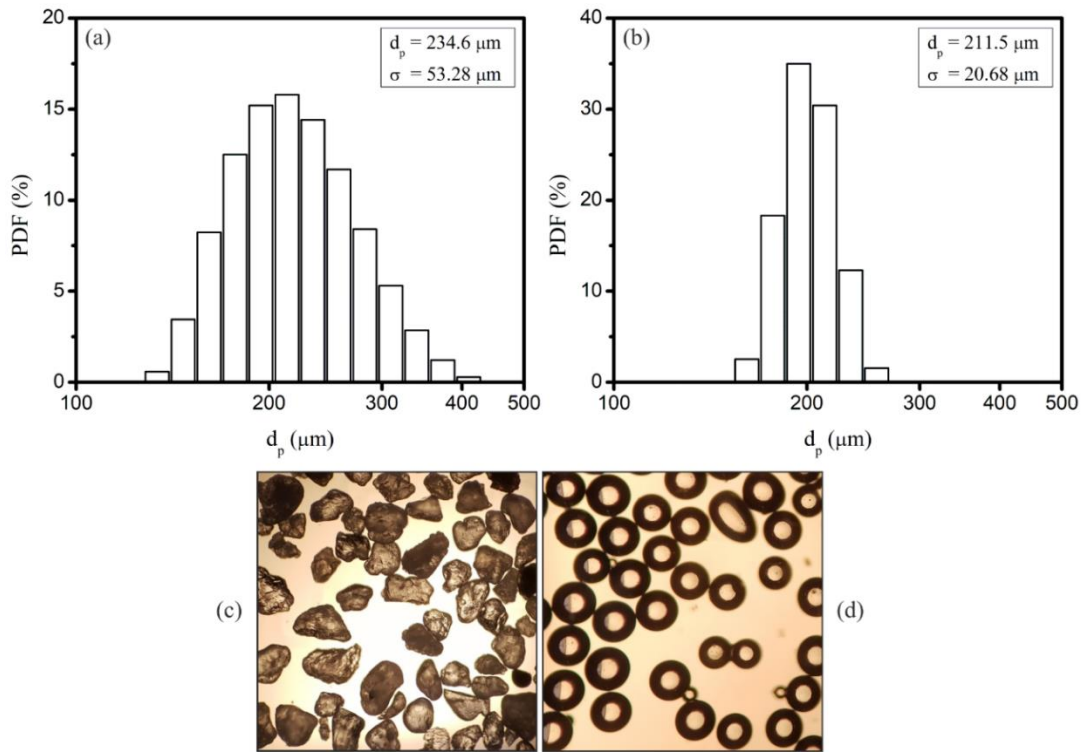 (a)
d_p = 234.6 μm
σ = 53.28 μm
20
15
10
5
0
PDF (%)
100 200 300 400 500
d_p (μm)
(b)
d_p = 211.5 μm
σ = 20.68 μm
40
30
20
10
0
PDF (%)
100 200 300 400 500
d_p (μm)
(c)
(d)